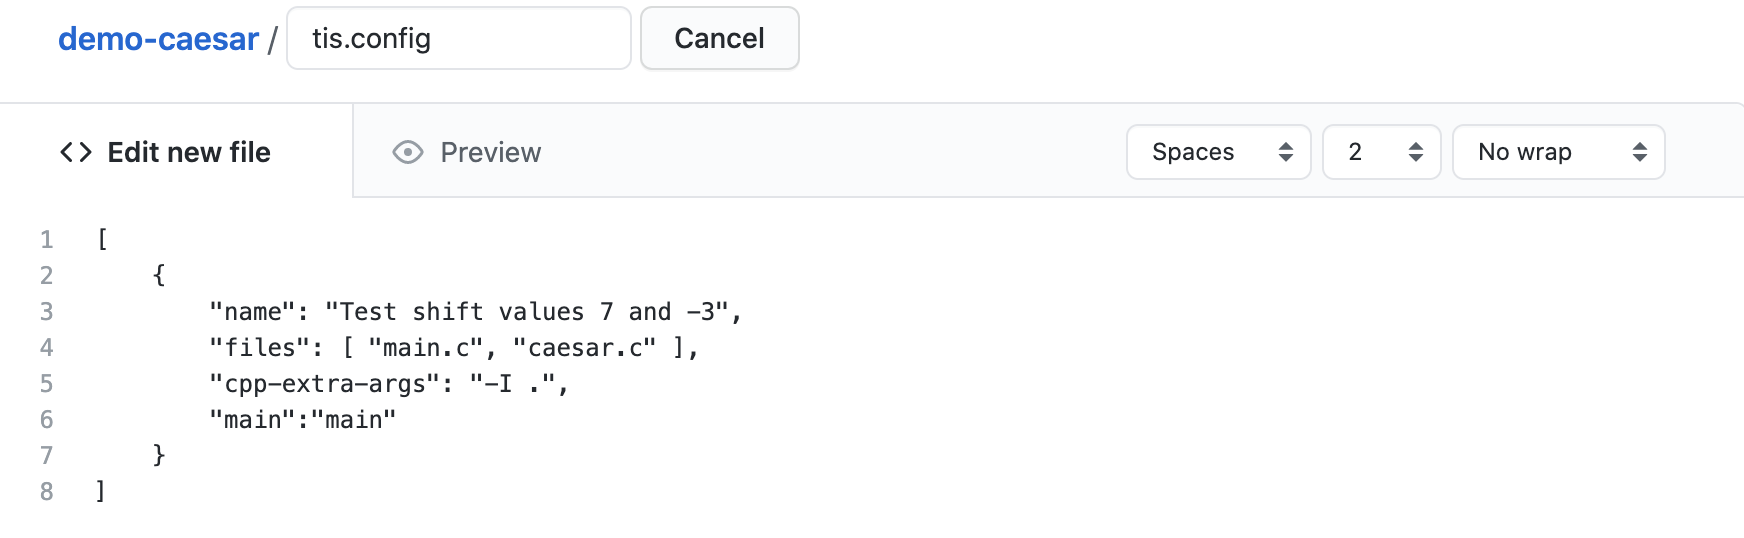 demo-caesar / tis.config Cancel
<> Edit new file Preview Spaces 2 No wrap
1 [
2     {
3         "name": "Test shift values 7 and -3",
4         "files": [ "main.c", "caesar.c" ],
5         "cpp-extra-args": "-I .",
6         "main":"main"
7     }
8 ]